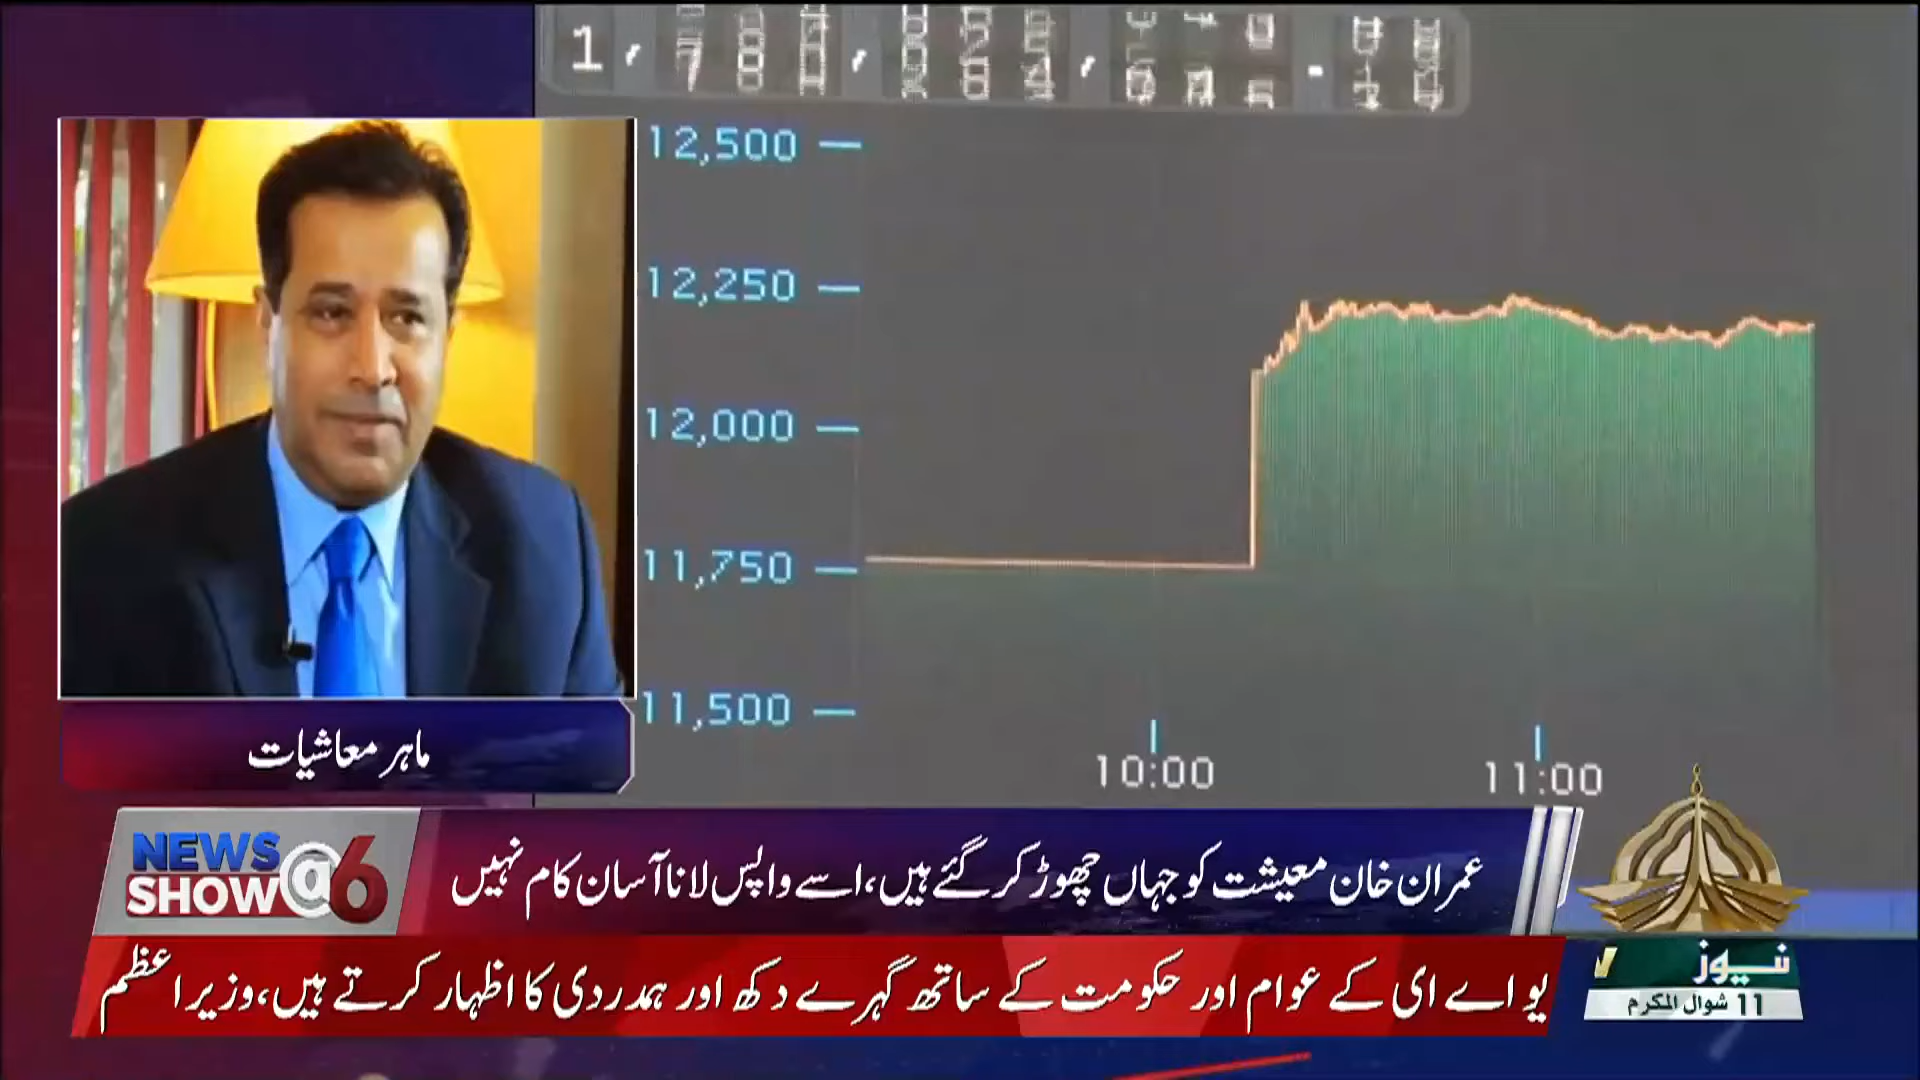 12,500
12,250
12,000
11,750
11,500
10:00
11:00
ماہر معاشیات
NEWS
SHOW@6
عمران خان معیشت کو جہاں چھوڑ کر گئے ہیں، اسے واپس لانا آسان کام نہیں
یو اے ای کے عوام اور حکومت کے ساتھ گہرے دکھ اور ہمدردی کا اظہار کرتے ہیں، وزیراعظم
نیوز
11 شوال المکرم